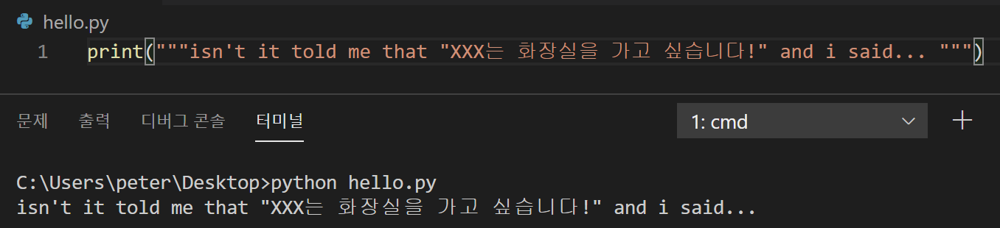 hello.py
1 print("""isn't it told me that "XXX는 화장실을 가고 싶습니다!" and i said... """)
문제 출력 디버그 콘솔 터미널 1: cmd
C:\Users\peter\Desktop>python hello.py
isn't it told me that "XXX는 화장실을 가고 싶습니다!" and i said...